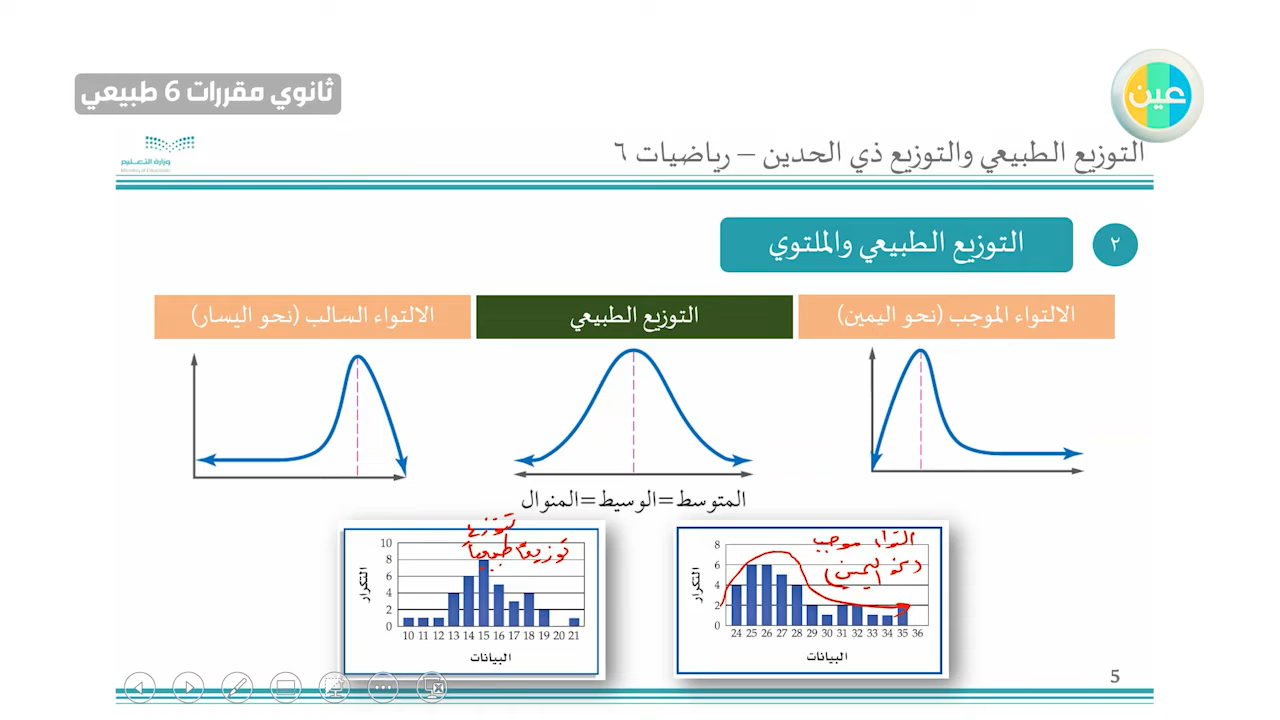 عين
ثانوي مقررات 6 طبيعي
وزارة التعليم
Ministry of Education
التوزيع الطبيعي والتوزيع ذي الحدين – رياضيات ٦
٢
التوزيع الطبيعي والملتوي
الالتواء الموجب (نحو اليمين)
التوزيع الطبيعي
الالتواء السالب (نحو اليسار)
المتوسط=الوسيط=المنوال
التواء موجب
(نحو اليمين)
8
6
4
2
0
التكرار
24 25 26 27 28 29 30 31 32 33 34 35 36
البيانات
تتوزع
توزيعاً طبيعياً
10
8
6
4
2
0
التكرار
10 11 12 13 14 15 16 17 18 19 20 21
البيانات
5